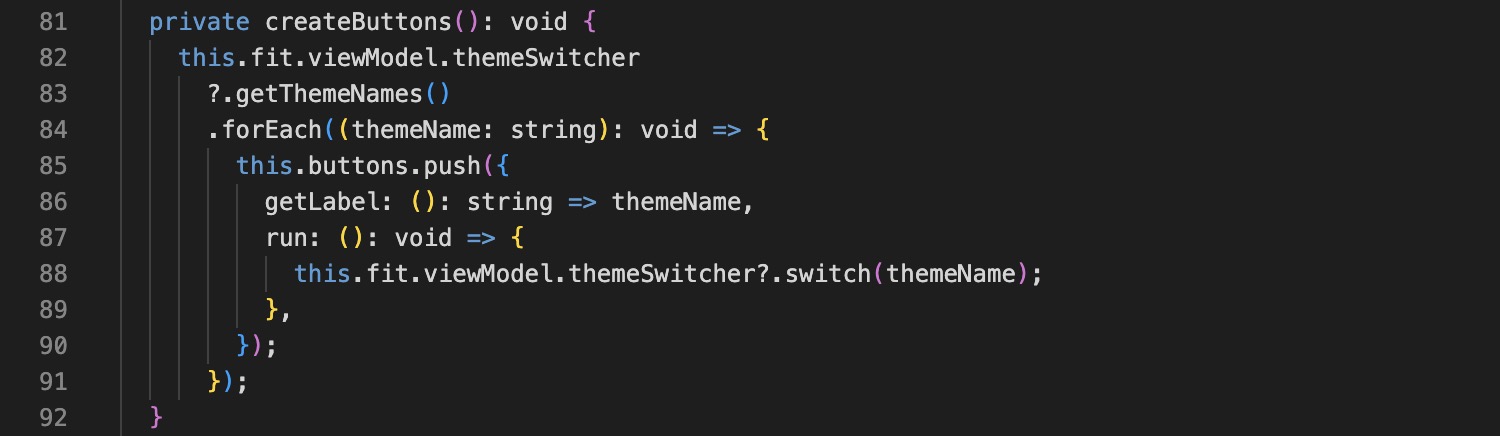 81 private createButtons(): void {
82 this.fit.viewModel.themeSwitcher
83 ?.getThemeNames()
84 .forEach((themeName: string): void => {
85 this.buttons.push({
86 getLabel: (): string => themeName,
87 run: (): void => {
88 this.fit.viewModel.themeSwitcher?.switch(themeName);
89 },
90 });
91 });
92 }